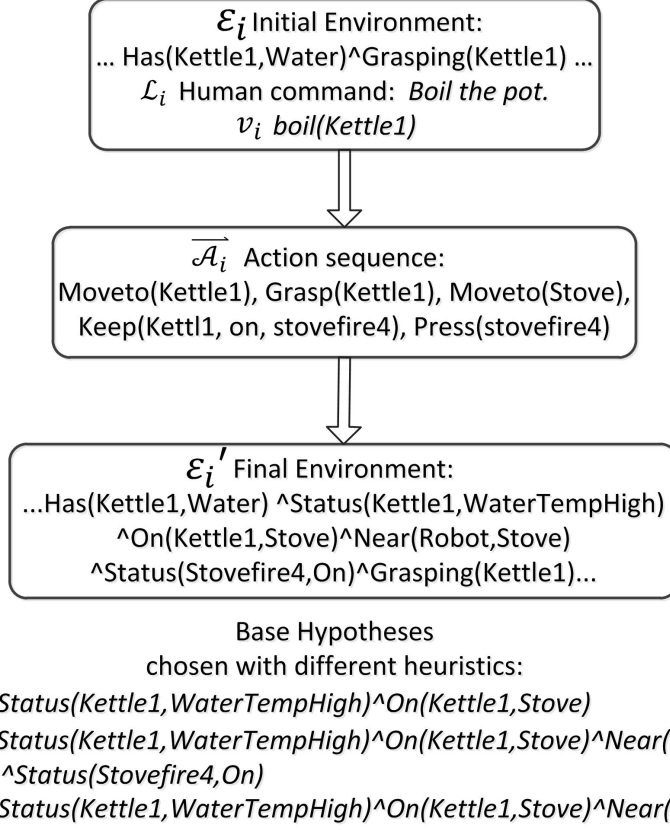 ℰᵢ Initial Environment:
... Has(Kettle1,Water)^Grasping(Kettle1) ...
ℒᵢ Human command: Boil the pot.
𝑣ᵢ boil(Kettle1)
𝒜ᵢ Action sequence:
Moveto(Kettle1), Grasp(Kettle1), Moveto(Stove),
Keep(Kettl1, on, stovefire4), Press(stovefire4)
ℰᵢ′ Final Environment:
...Has(Kettle1,Water) ^Status(Kettle1,WaterTempHigh)
^On(Kettle1,Stove)^Near(Robot,Stove)
^Status(Stovefire4,On)^Grasping(Kettle1)...
Base Hypotheses
chosen with different heuristics:
Status(Kettle1,WaterTempHigh)^On(Kettle1,Stove)
Status(Kettle1,WaterTempHigh)^On(Kettle1,Stove)^Near(
^Status(Stovefire4,On)
Status(Kettle1,WaterTempHigh)^On(Kettle1,Stove)^Near(